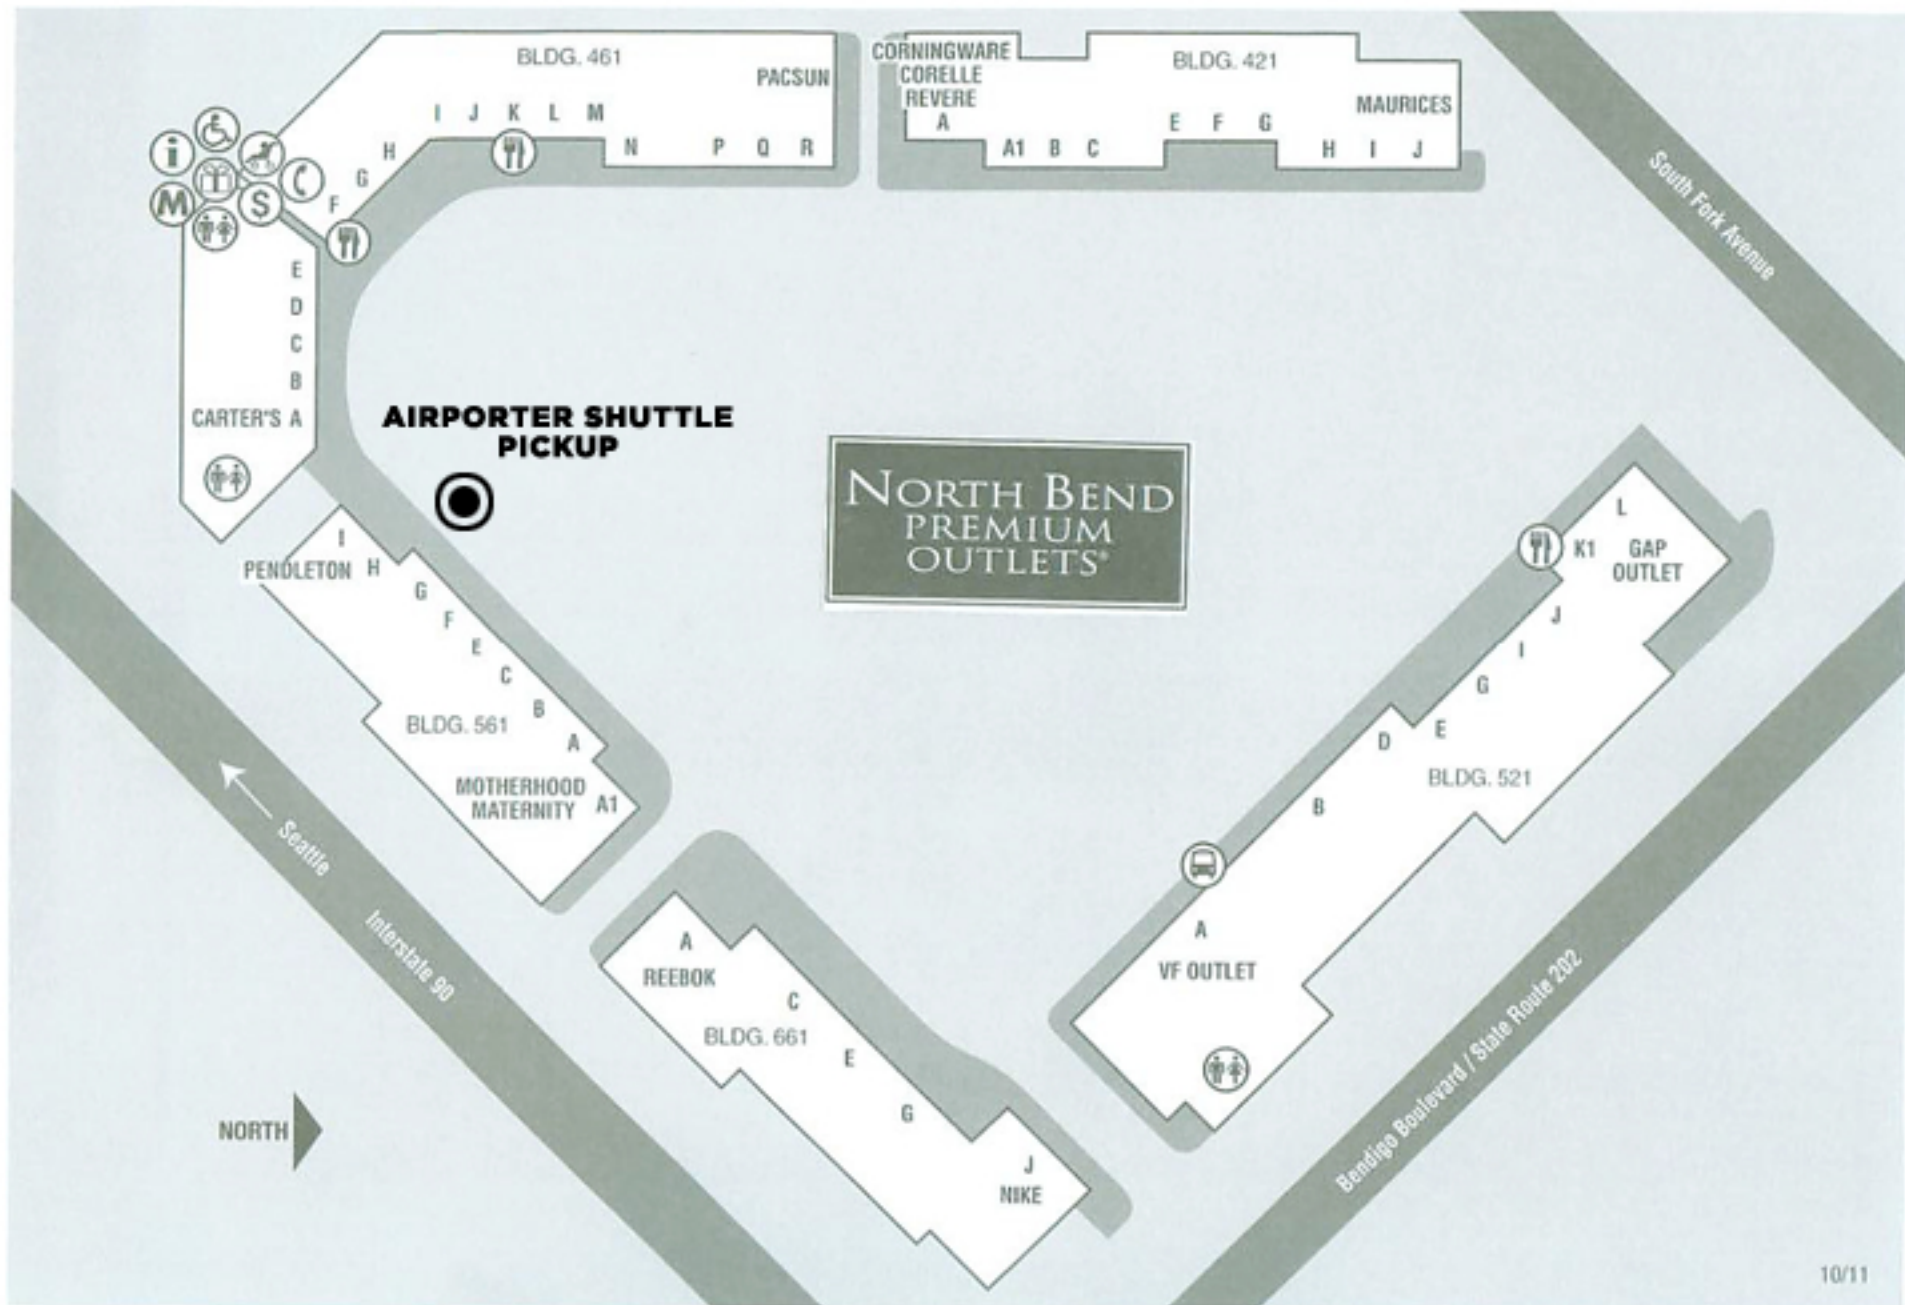 BLDG. 461
PACSUN
I J K L M
N P Q R
H
G
F
i
M
S
E
D
C
B
CARTER'S A
CORNINGWARE
CORELLE
REVERE
A
BLDG. 421
MAURICES
E F G
A1 B C
H I J
South Fork Avenue
AIRPORTER SHUTTLE
PICKUP
NORTH BEND
PREMIUM
OUTLETS®
I
PENDLETON H
G
F
E
C
B
A
BLDG. 561
MOTHERHOOD
MATERNITY A1
L
K1 GAP
OUTLET
J
I
G
E
D
BLDG. 521
B
A
VF OUTLET
Seattle
Interstate 90
A
REEBOK
C
BLDG. 661
E
G
J
NIKE
Bendigo Boulevard / State Route 202
NORTH
10/11